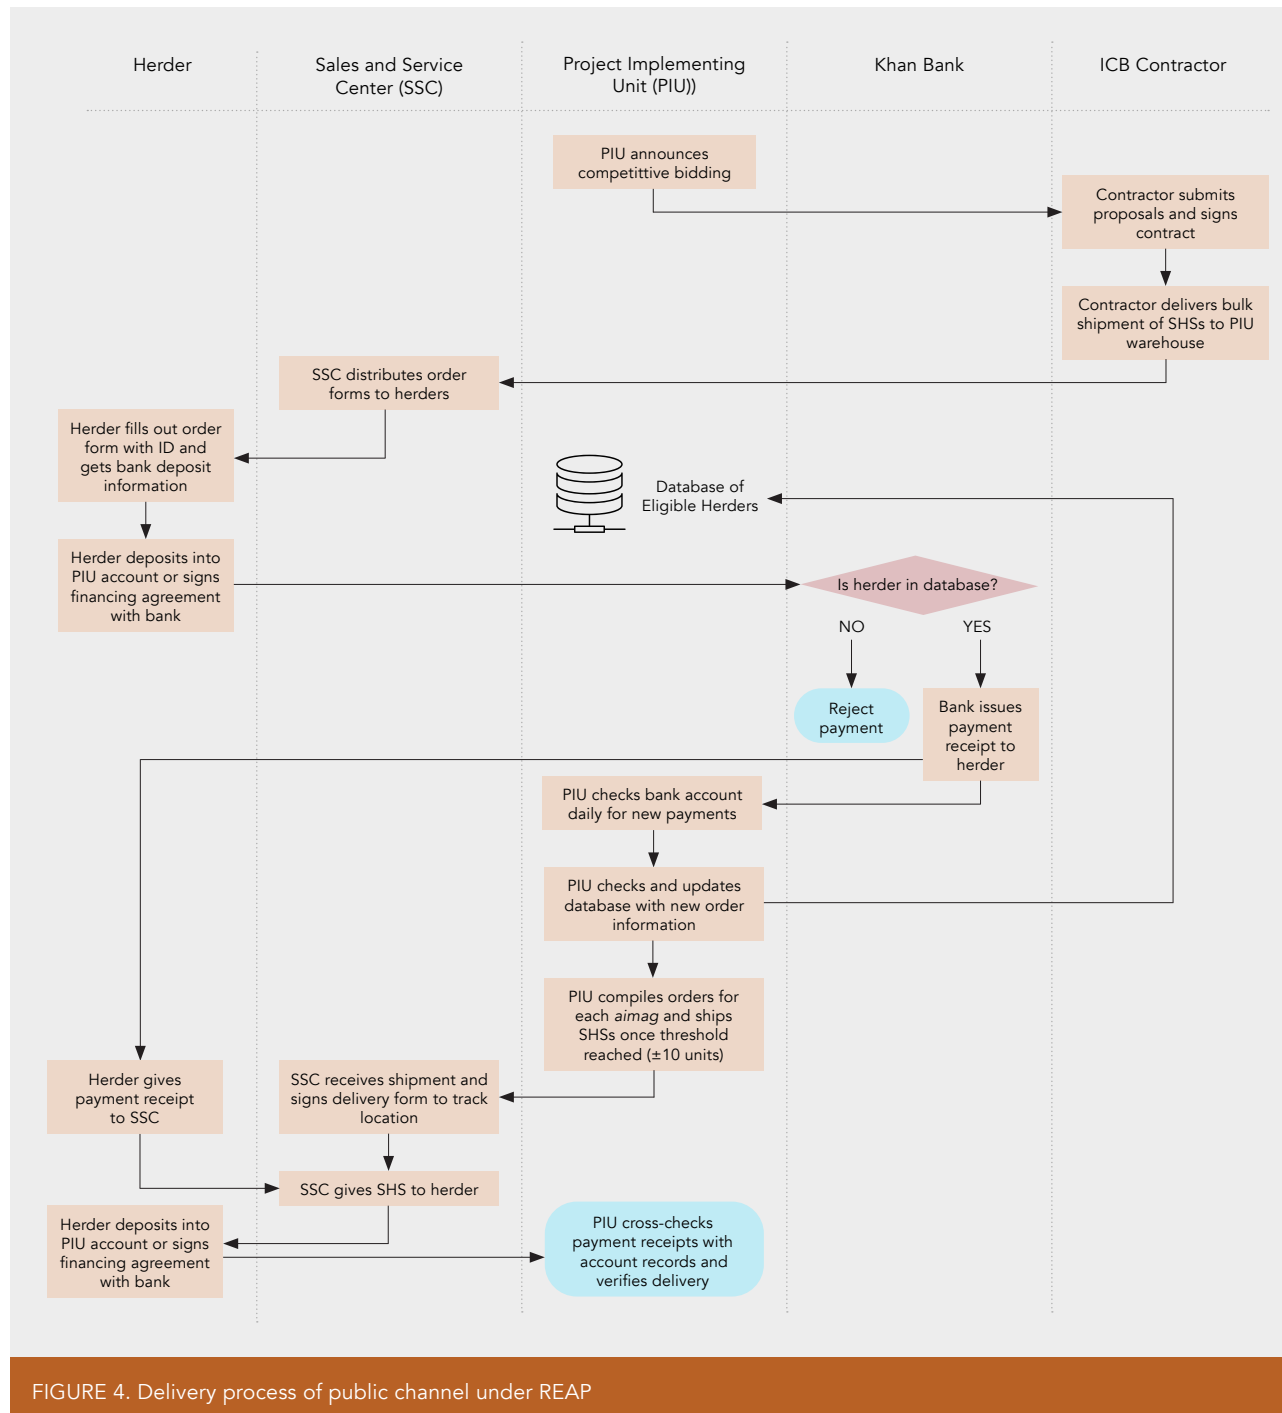 Herder
Sales and Service
Center (SSC)
Project Implementing
Unit (PIU))
Khan Bank
ICB Contractor
PIU announces
competittive bidding
Contractor submits
proposals and signs
contract
Contractor delivers bulk
shipment of SHSs to PIU
warehouse
SSC distributes order
forms to herders
Herder fills out order
form with ID and
gets bank deposit
information
Database of
Eligible Herders
Herder deposits into
PIU account or signs
financing agreement
with bank
Is herder in database?
NO
YES
Reject
payment
Bank issues
payment
receipt to
herder
PIU checks bank account
daily for new payments
PIU checks and updates
database with new order
information
PIU compiles orders for
each aimag and ships
SHSs once threshold
reached (±10 units)
Herder gives
payment receipt
to SSC
SSC receives shipment and
signs delivery form to track
location
SSC gives SHS to herder
Herder deposits into
PIU account or signs
financing agreement
with bank
PIU cross-checks
payment receipts with
account records and
verifies delivery
FIGURE 4. Delivery process of public channel under REAP